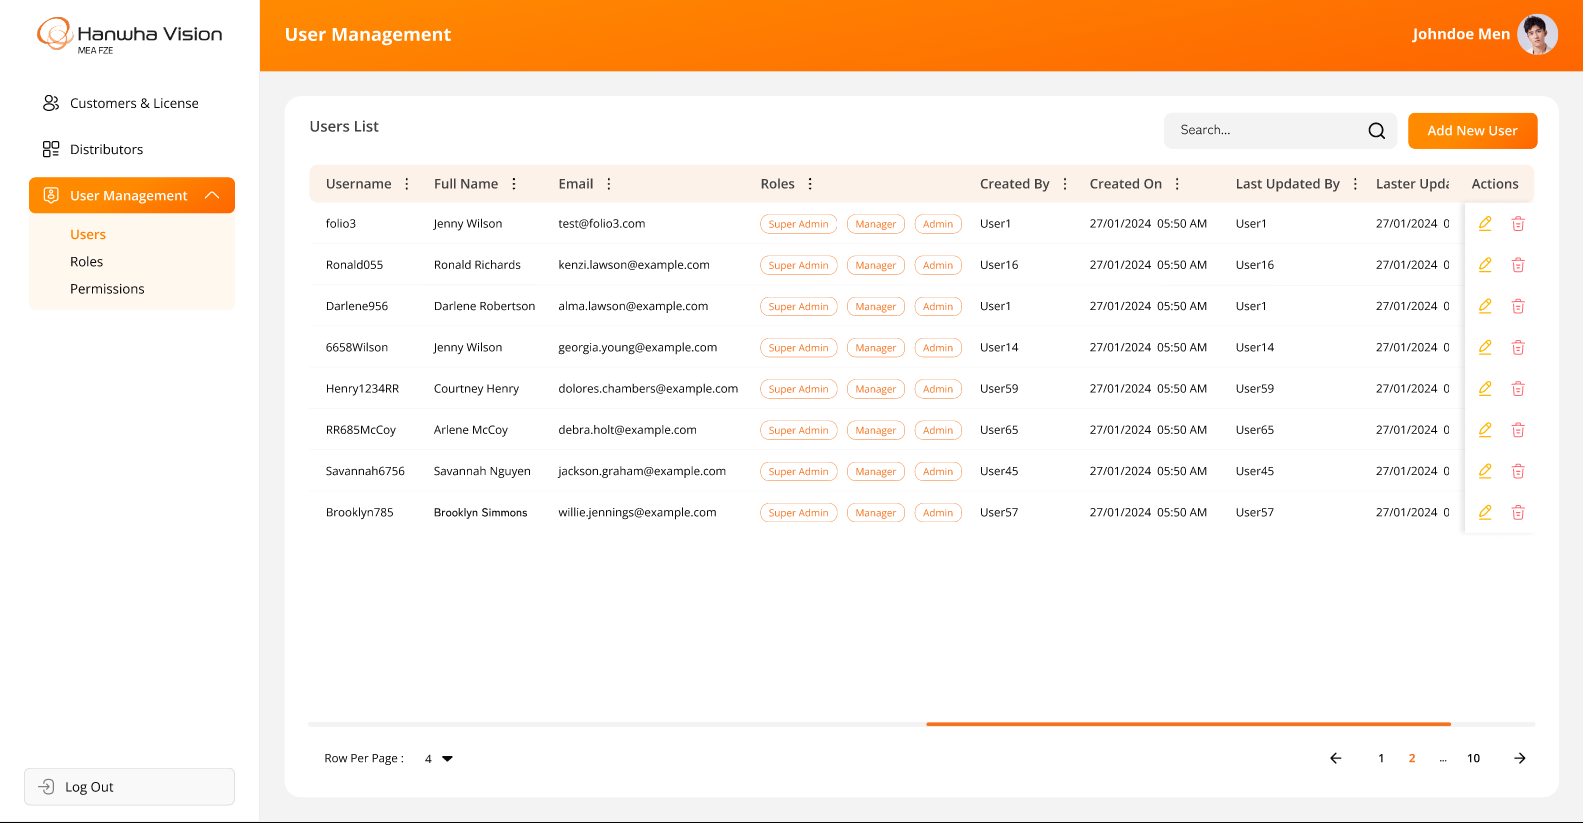 Hanwha Vision
MEA FZE
User Management
Johndoe Men
Customers & License
Distributors
User Management
Users
Roles
Permissions
Log Out
Users List
Search...
Add New User
Username Full Name Email Roles Created By Created On Last Updated By Laster Upda Actions
folio3 Jenny Wilson test@folio3.com Super Admin Manager Admin User1 27/01/2024 05:50 AM User1 27/01/2024 0
Ronald055 Ronald Richards kenzi.lawson@example.com Super Admin Manager Admin User16 27/01/2024 05:50 AM User16 27/01/2024 0
Darlene956 Darlene Robertson alma.lawson@example.com Super Admin Manager Admin User1 27/01/2024 05:50 AM User1 27/01/2024 0
6658Wilson Jenny Wilson georgia.young@example.com Super Admin Manager Admin User14 27/01/2024 05:50 AM User14 27/01/2024 0
Henry1234RR Courtney Henry dolores.chambers@example.com Super Admin Manager Admin User59 27/01/2024 05:50 AM User59 27/01/2024 0
RR685McCoy Arlene McCoy debra.holt@example.com Super Admin Manager Admin User65 27/01/2024 05:50 AM User65 27/01/2024 0
Savannah6756 Savannah Nguyen jackson.graham@example.com Super Admin Manager Admin User45 27/01/2024 05:50 AM User45 27/01/2024 0
Brooklyn785 Brooklyn Simmons willie.jennings@example.com Super Admin Manager Admin User57 27/01/2024 05:50 AM User57 27/01/2024 0
Row Per Page : 4
1 2 ... 10